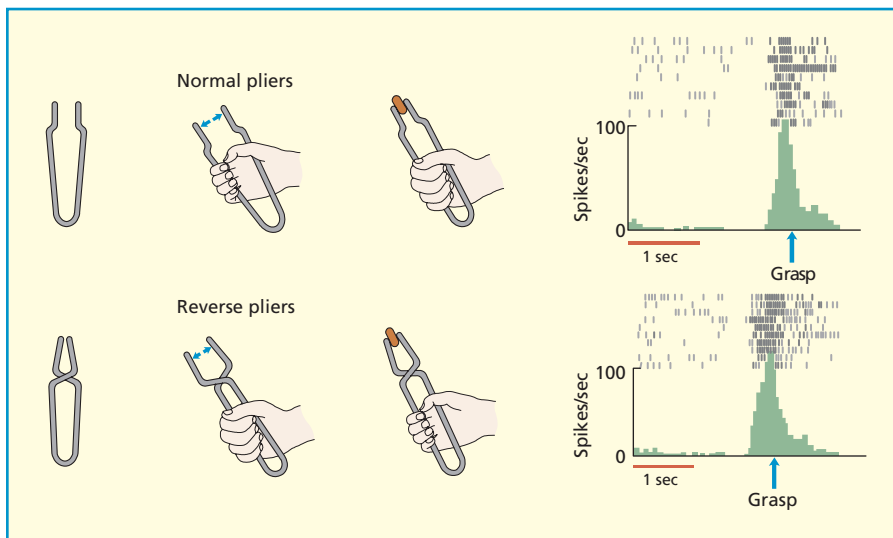 Normal pliers
Spikes/sec
100
0
1 sec
Grasp
Reverse pliers
Spikes/sec
100
0
1 sec
Grasp